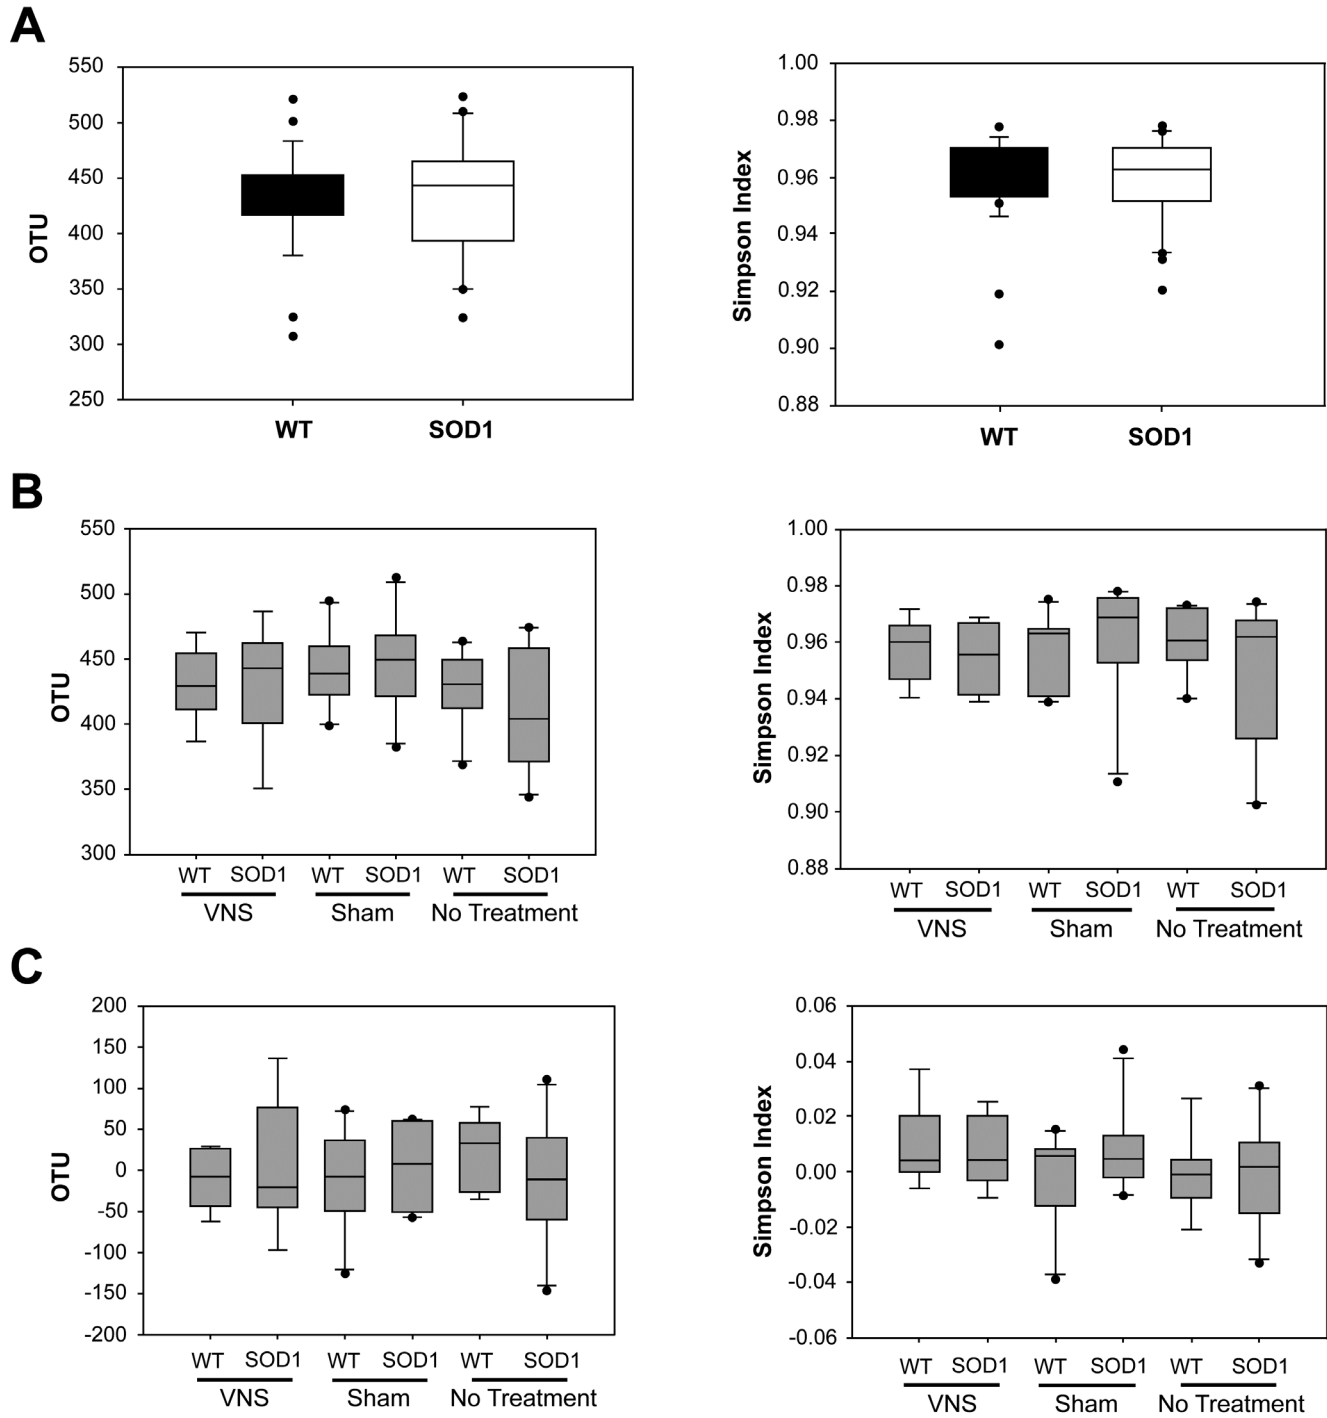 A
550
500
450
400
350
300
250
OTU
WT SOD1
1.00
0.98
0.96
0.94
0.92
0.90
0.88
Simpson Index
WT SOD1
B
550
500
450
400
350
300
OTU
WT SOD1 WT SOD1 WT SOD1
VNS Sham No Treatment
1.00
0.98
0.96
0.94
0.92
0.90
0.88
Simpson Index
WT SOD1 WT SOD1 WT SOD1
VNS Sham No Treatment
C
200
150
100
50
0
-50
-100
-150
-200
OTU
WT SOD1 WT SOD1 WT SOD1
VNS Sham No Treatment
0.06
0.04
0.02
0.00
-0.02
-0.04
-0.06
Simpson Index
WT SOD1 WT SOD1 WT SOD1
VNS Sham No Treatment